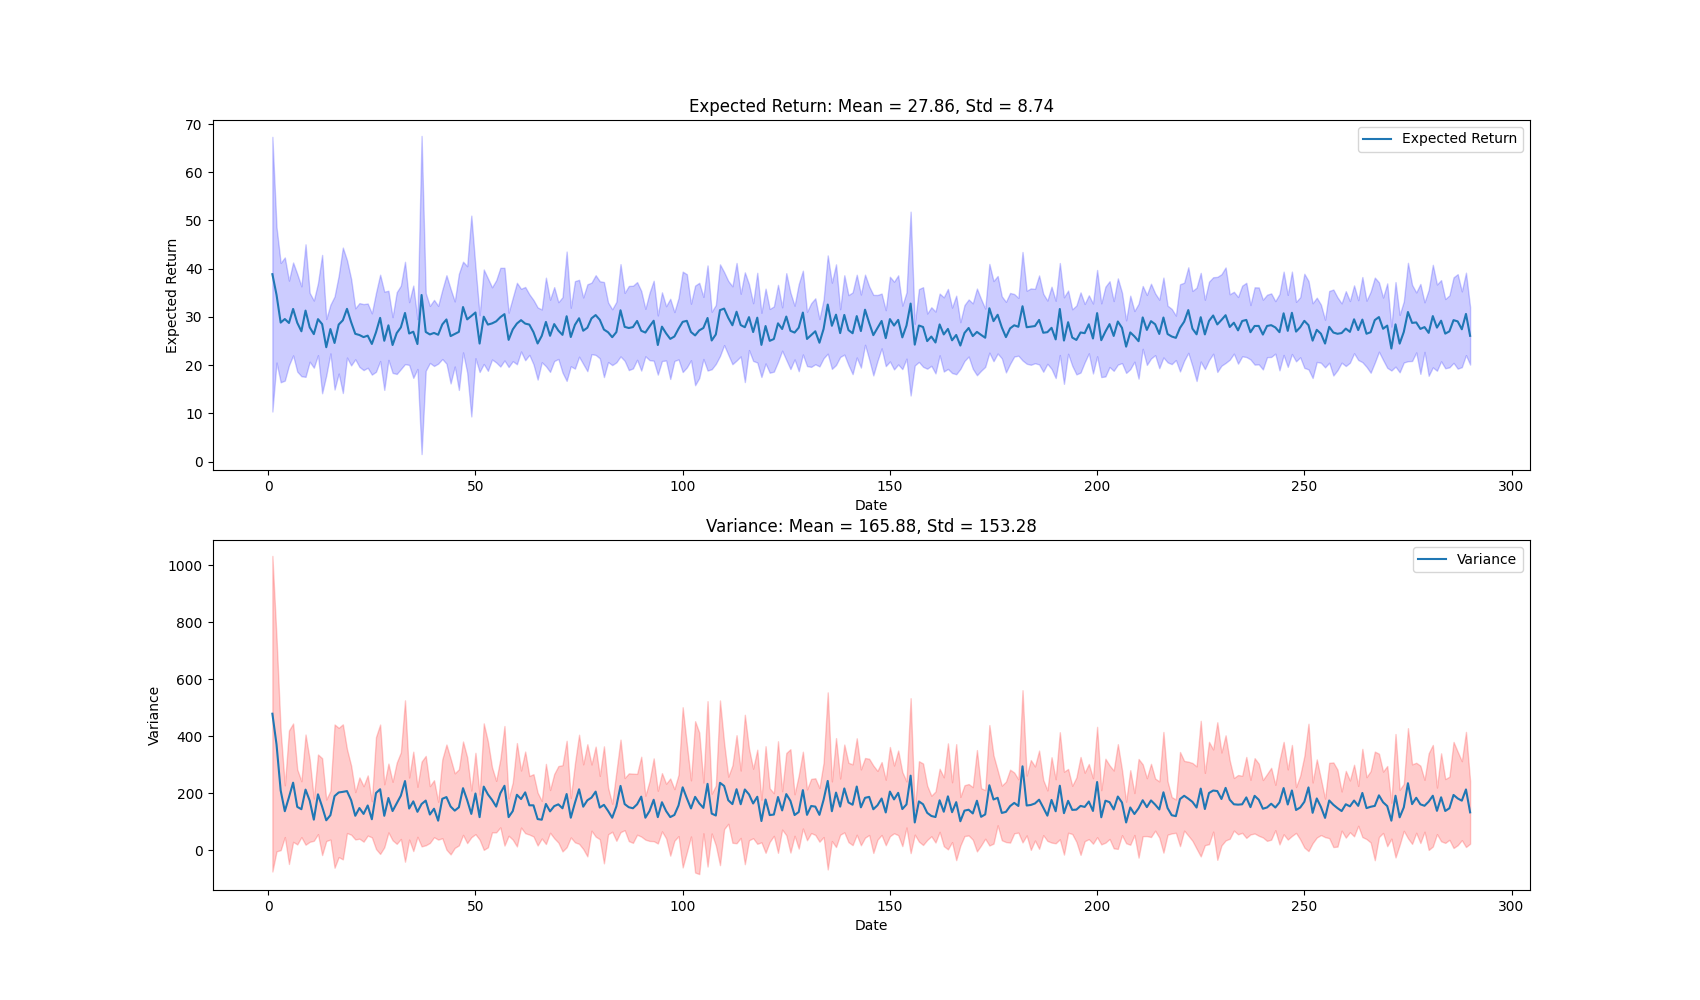 Expected Return: Mean = 27.86, Std = 8.74
Expected Return
70
60
50
40
30
20
10
0
Expected Return
0 50 100 150 200 250 300
Date
Variance: Mean = 165.88, Std = 153.28
Variance
1000
800
600
400
200
0
Variance
0 50 100 150 200 250 300
Date